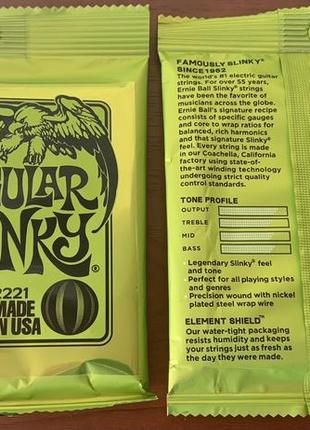 GULAR
NKY
®
2221
MADE
N USA
FAMOUSLY SLINKY™
SINCE 1962
The world's #1 electric guitar
strings. For over 55 years,
Ernie Ball Slinky® strings
have been the favorite of
musicians across the globe.
Ernie Ball's signature recipe
consists of specific gauges
and core to wrap ratios for
balanced, rich harmonics
and that signature Slinky®
feel. Every string is made
in our Coachella, California
factory using state-of-
the-art winding technology
undergoing strict quality
control standards.
TONE PROFILE
OUTPUT
TREBLE
MID
BASS
• Legendary Slinky® feel
and tone
• Perfect for all playing styles
and genres
• Precision wound with nickel
plated steel wrap wire
ELEMENT SHIELD™
Our water-tight packaging
resists humidity and keeps
your strings just as fresh as
the day they were made.